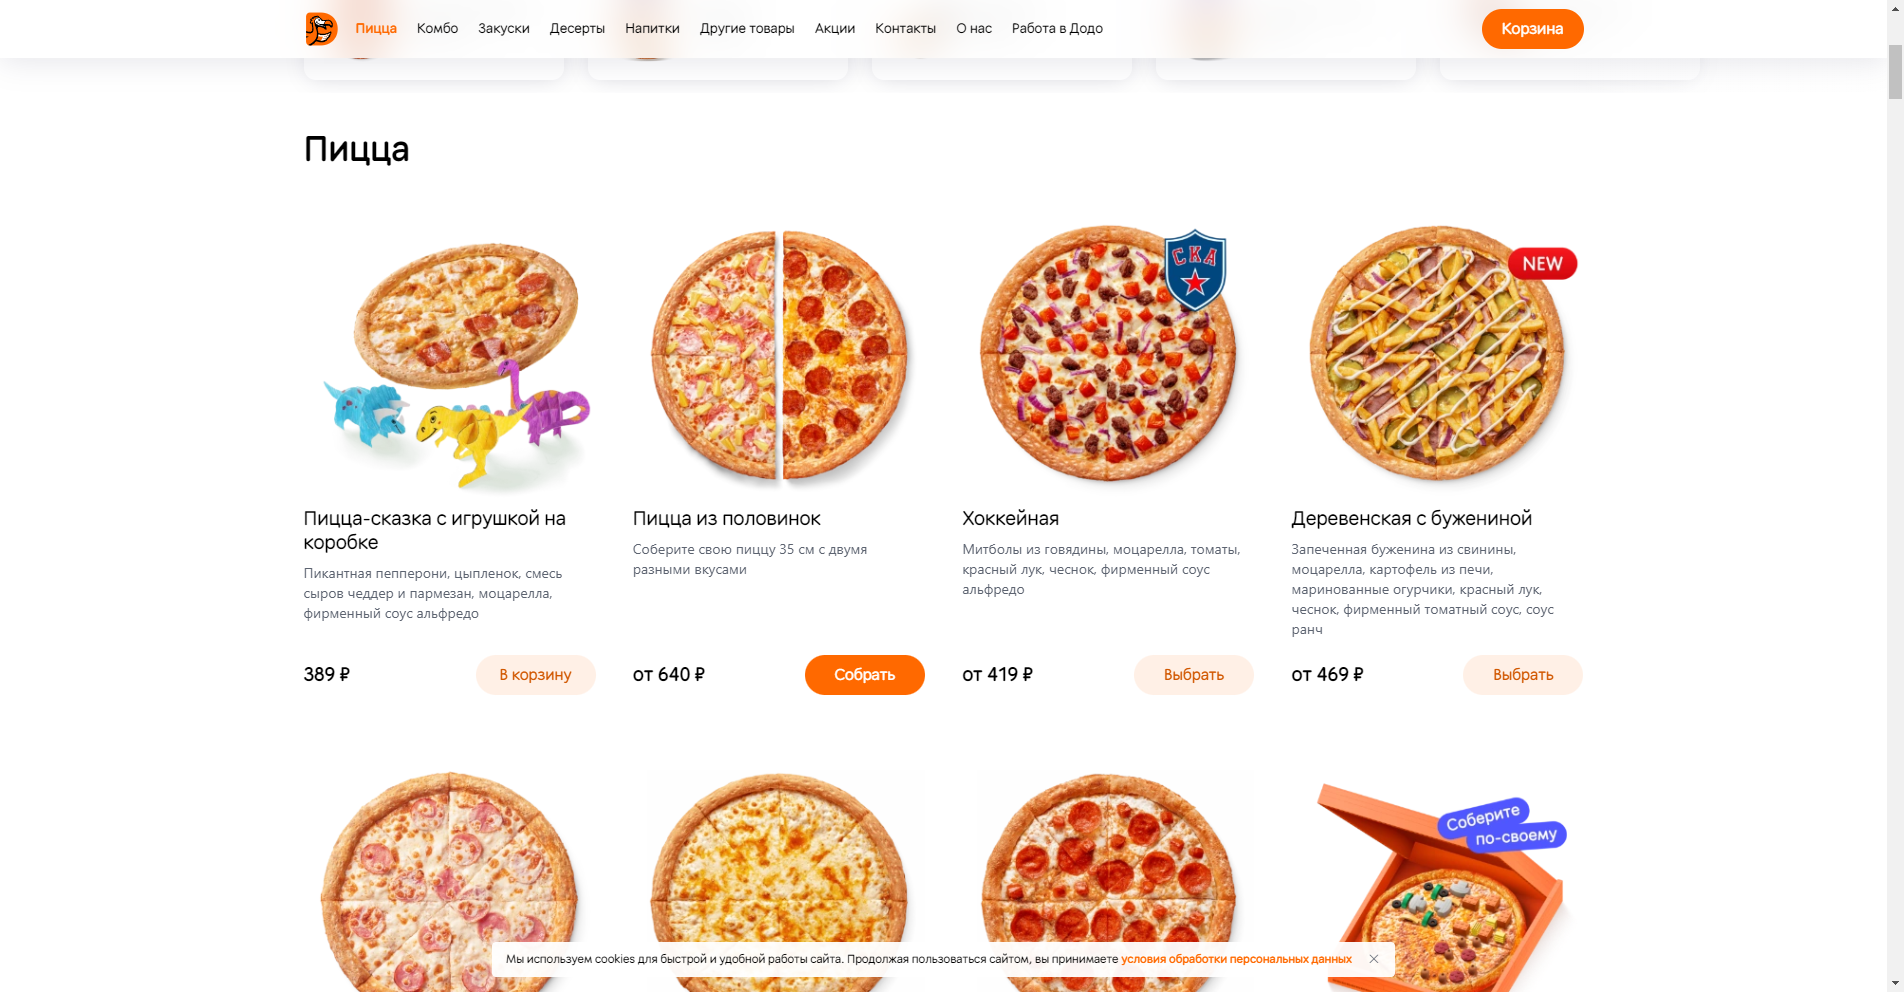 Пицца Комбо Закуски Десерты Напитки Другие товары Акции Контакты О нас Работа в Додо Корзина
Пицца
СКА
NEW
Пицца-сказка с игрушкой на
коробке
Пикантная пепперони, цыпленок, смесь
сыров чеддер и пармезан, моцарелла,
фирменный соус альфредо
389 ₽ В корзину
Пицца из половинок
Соберите свою пиццу 35 см с двумя
разными вкусами
от 640 ₽ Собрать
Хоккейная
Митболы из говядины, моцарелла, томаты,
красный лук, чеснок, фирменный соус
альфредо
от 419 ₽ Выбрать
Деревенская с бужениной
Запеченная буженина из свинины,
моцарелла, картофель из печи,
маринованные огурчики, красный лук,
чеснок, фирменный томатный соус, соус
ранч
от 469 ₽ Выбрать
Соберите
по-своему
Мы используем cookies для быстрой и удобной работы сайта. Продолжая пользоваться сайтом, вы принимаете условия обработки персональных данных